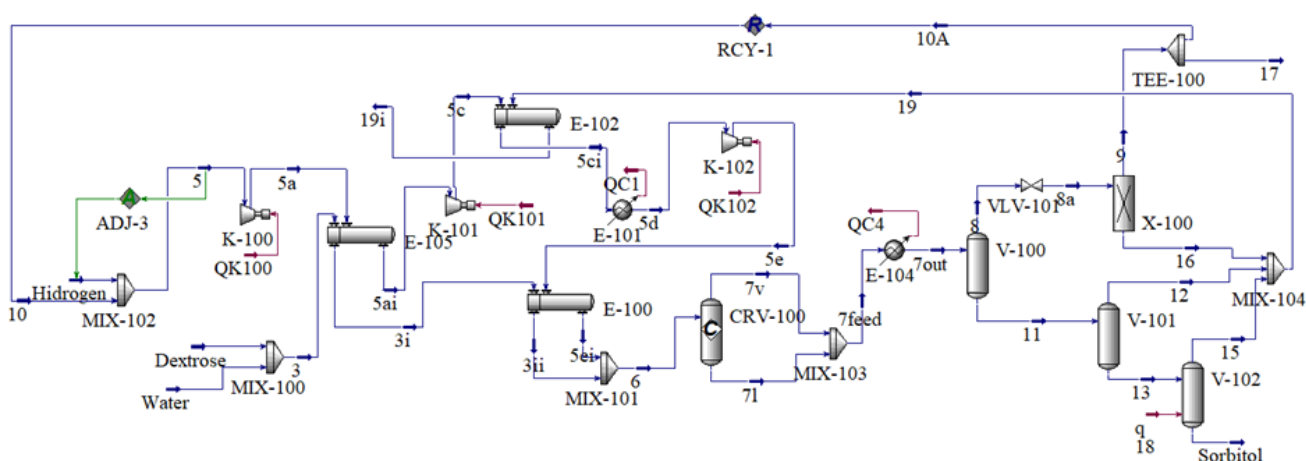 R
RCY-1
10A
TEE-100
17
5c
19i
E-102
5ci
19
K-102
QC1
QK102
E-101
5d
9
5
5a
A
ADJ-3
K-100
QK100
E-105
K-101
QK101
5ai
5e
QC4
E-104
7out
8
VLV-101
8a
V-100
X-100
16
Hidrogen
MIX-102
10
3i
E-100
3ii
5ei
MIX-101
6
7v
CRV-100
C
7feed
MIX-103
7l
11
12
MIX-104
V-101
15
13
V-102
q
18
Sorbitol
Dextrose
3
MIX-100
Water